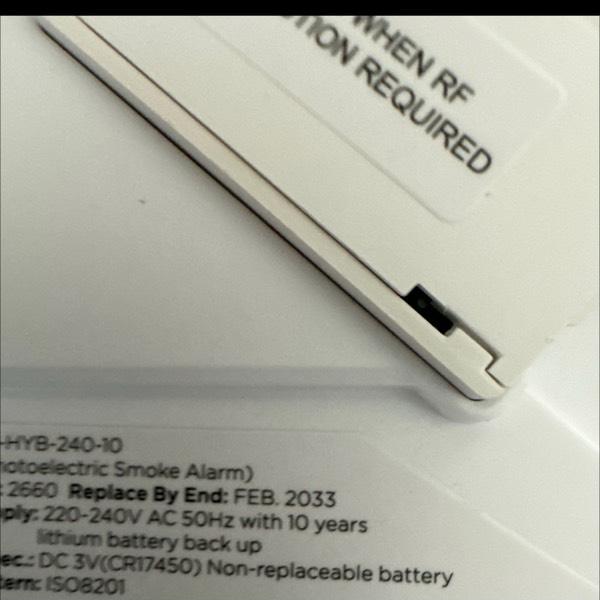 WHEN RF
TION REQUIRED
-HYB-240-10
otoelectric Smoke Alarm)
: 2660 Replace By End: FEB. 2033
ply: 220-240V AC 50Hz with 10 years
lithium battery back up
ec.: DC 3V(CR17450) Non-replaceable battery
tern: ISO8201